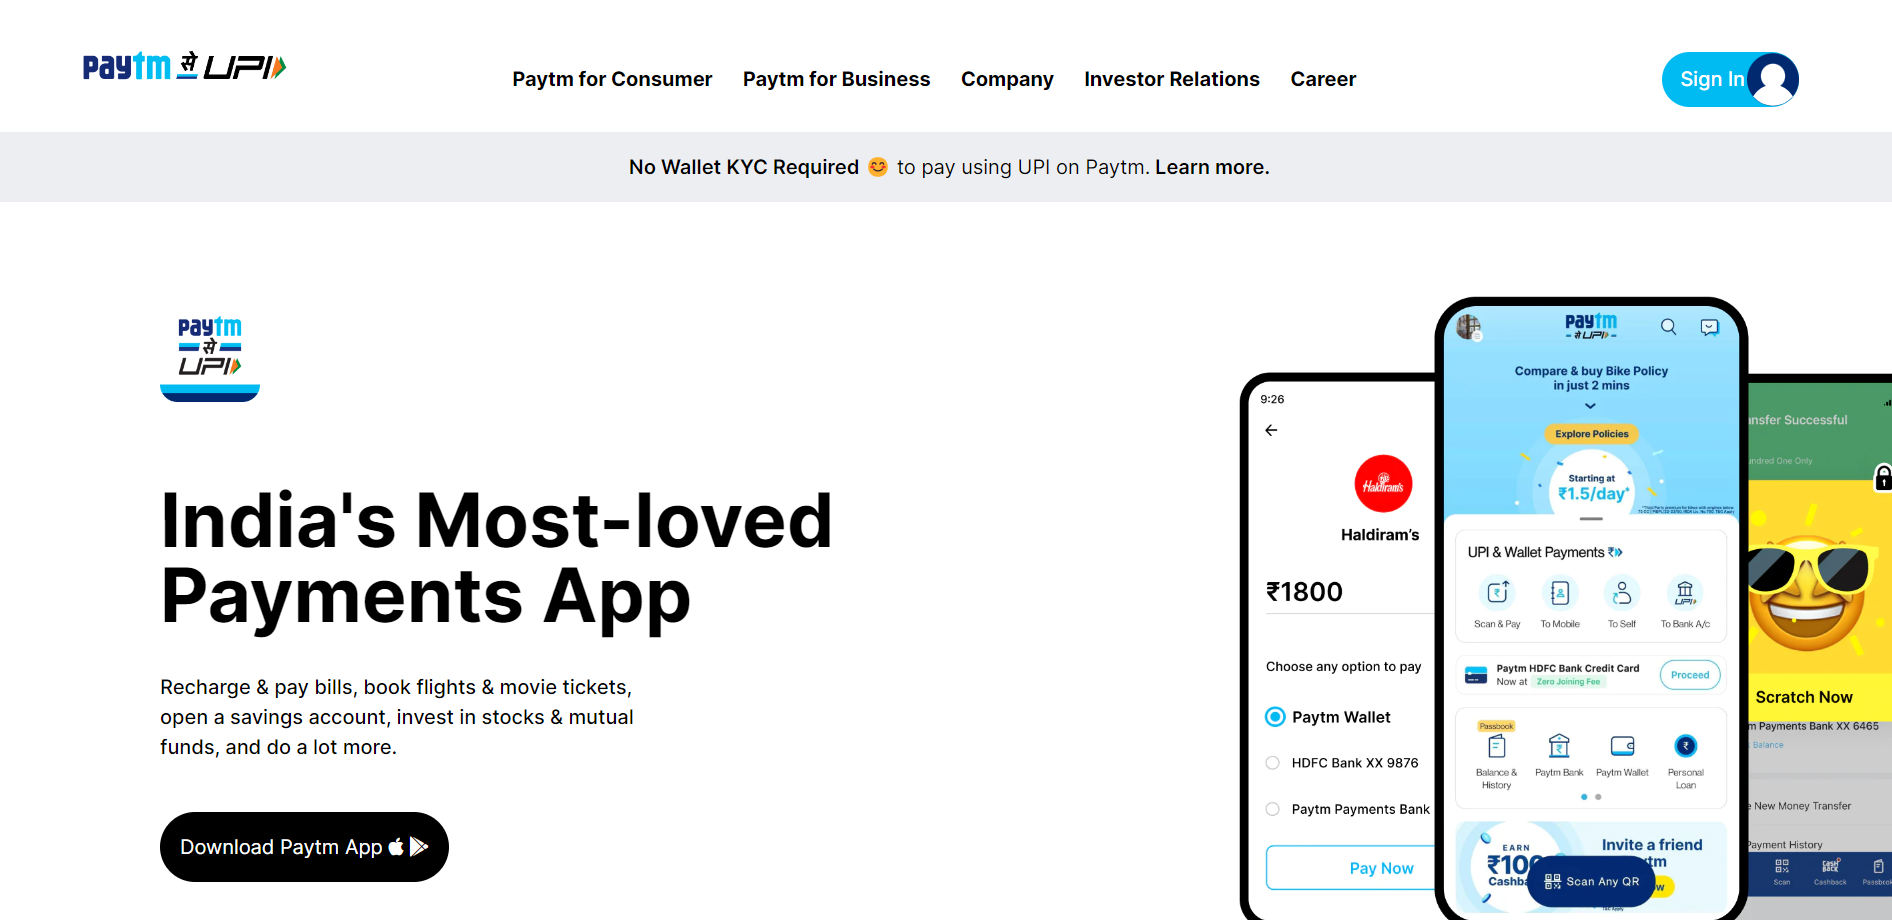 paytm से UPI
Paytm for Consumer
Paytm for Business
Company
Investor Relations
Career
Sign In
No Wallet KYC Required 😊 to pay using UPI on Paytm. Learn more.
paytm
से
UPI
India's Most-loved
Payments App
Recharge & pay bills, book flights & movie tickets,
open a savings account, invest in stocks & mutual
funds, and do a lot more.
Download Paytm App
9:26
Haldiram's
Haldiram's
₹1800
Choose any option to pay
Paytm Wallet
HDFC Bank XX 9876
Paytm Payments Bank
Pay Now
paytm
से UPI
Compare & buy Bike Policy
in just 2 mins
Explore Policies
Starting at
₹1.5/day*
UPI & Wallet Payments ₹
Scan & Pay
To Mobile
To Self
UPI
To Bank A/c
Paytm HDFC Bank Credit Card
Now at Zero Joining Fee
Proceed
Passbook
Balance &
History
Paytm Bank
Paytm Wallet
Personal
Loan
EARN
₹100
Cashba
Invite a friend
tm
w
Scan Any QR
nsfer Successful
undred One Only
Scratch Now
m Payments Bank XX 6465
Balance
e New Money Transfer
Payment History
Scan
Cashback
Passbook